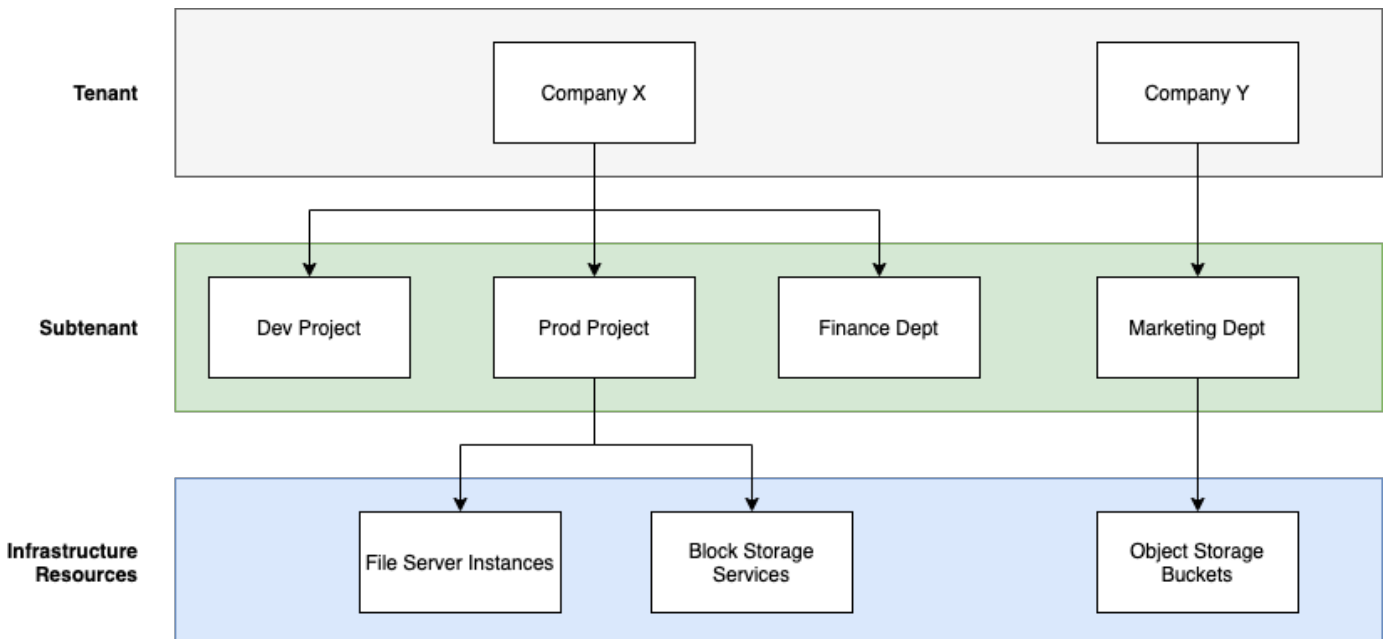 Tenant
Company X
Company Y
Subtenant
Dev Project
Prod Project
Finance Dept
Marketing Dept
Infrastructure
Resources
File Server Instances
Block Storage
Services
Object Storage
Buckets